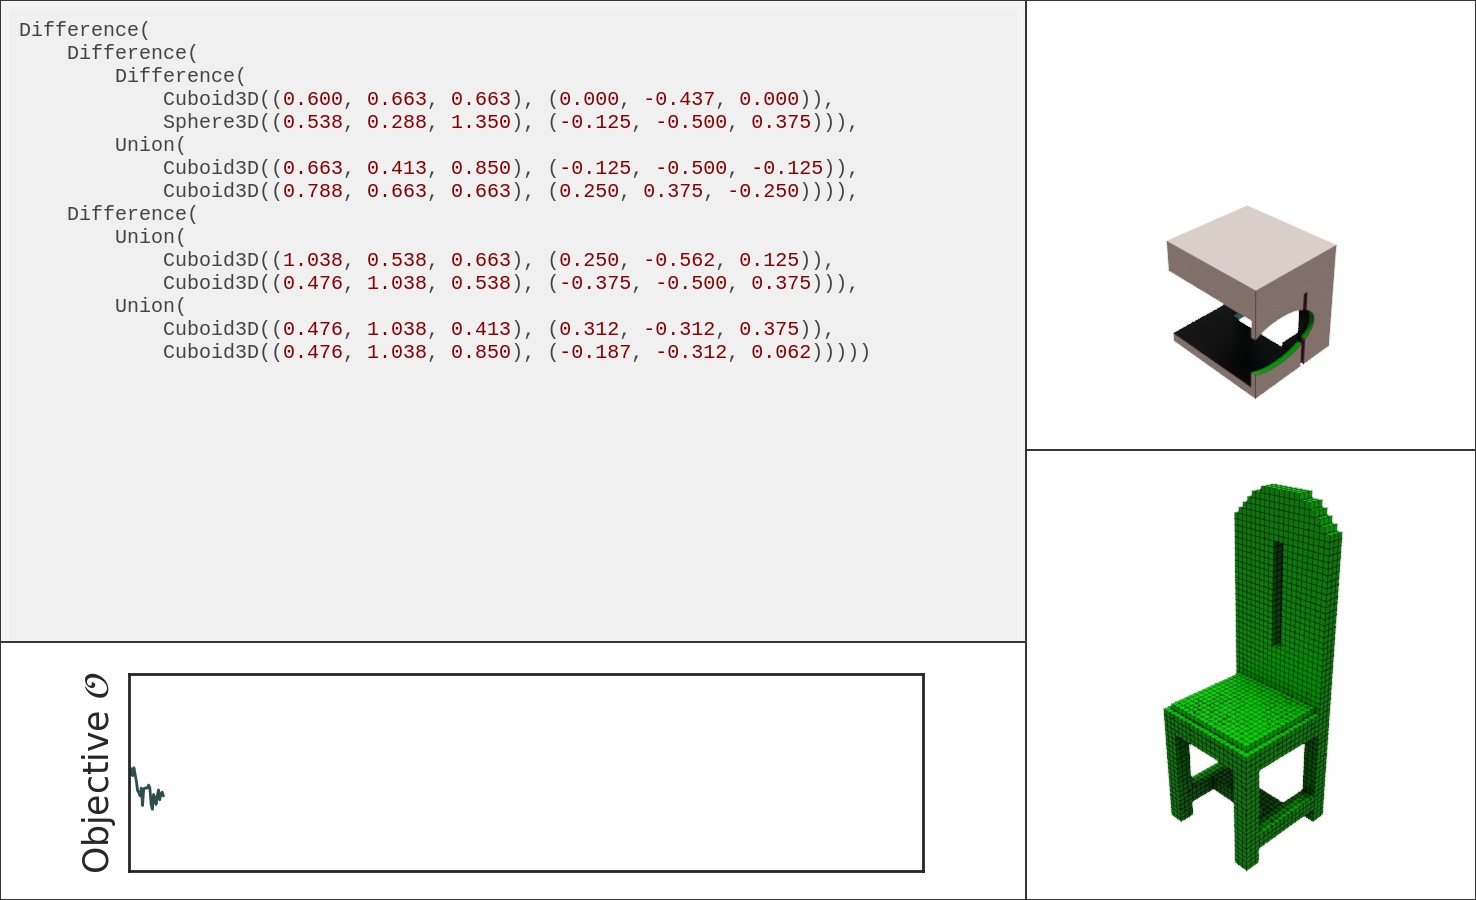 Difference(
    Difference(
        Difference(
            Cuboid3D((0.600, 0.663, 0.663), (0.000, -0.437, 0.000)),
            Sphere3D((0.538, 0.288, 1.350), (-0.125, -0.500, 0.375))),
        Union(
            Cuboid3D((0.663, 0.413, 0.850), (-0.125, -0.500, -0.125)),
            Cuboid3D((0.788, 0.663, 0.663), (0.250, 0.375, -0.250)))),
    Difference(
        Union(
            Cuboid3D((1.038, 0.538, 0.663), (0.250, -0.562, 0.125)),
            Cuboid3D((0.476, 1.038, 0.538), (-0.375, -0.500, 0.375))),
        Union(
            Cuboid3D((0.476, 1.038, 0.413), (0.312, -0.312, 0.375)),
            Cuboid3D((0.476, 1.038, 0.850), (-0.187, -0.312, 0.062)))))
Objective 𝒪